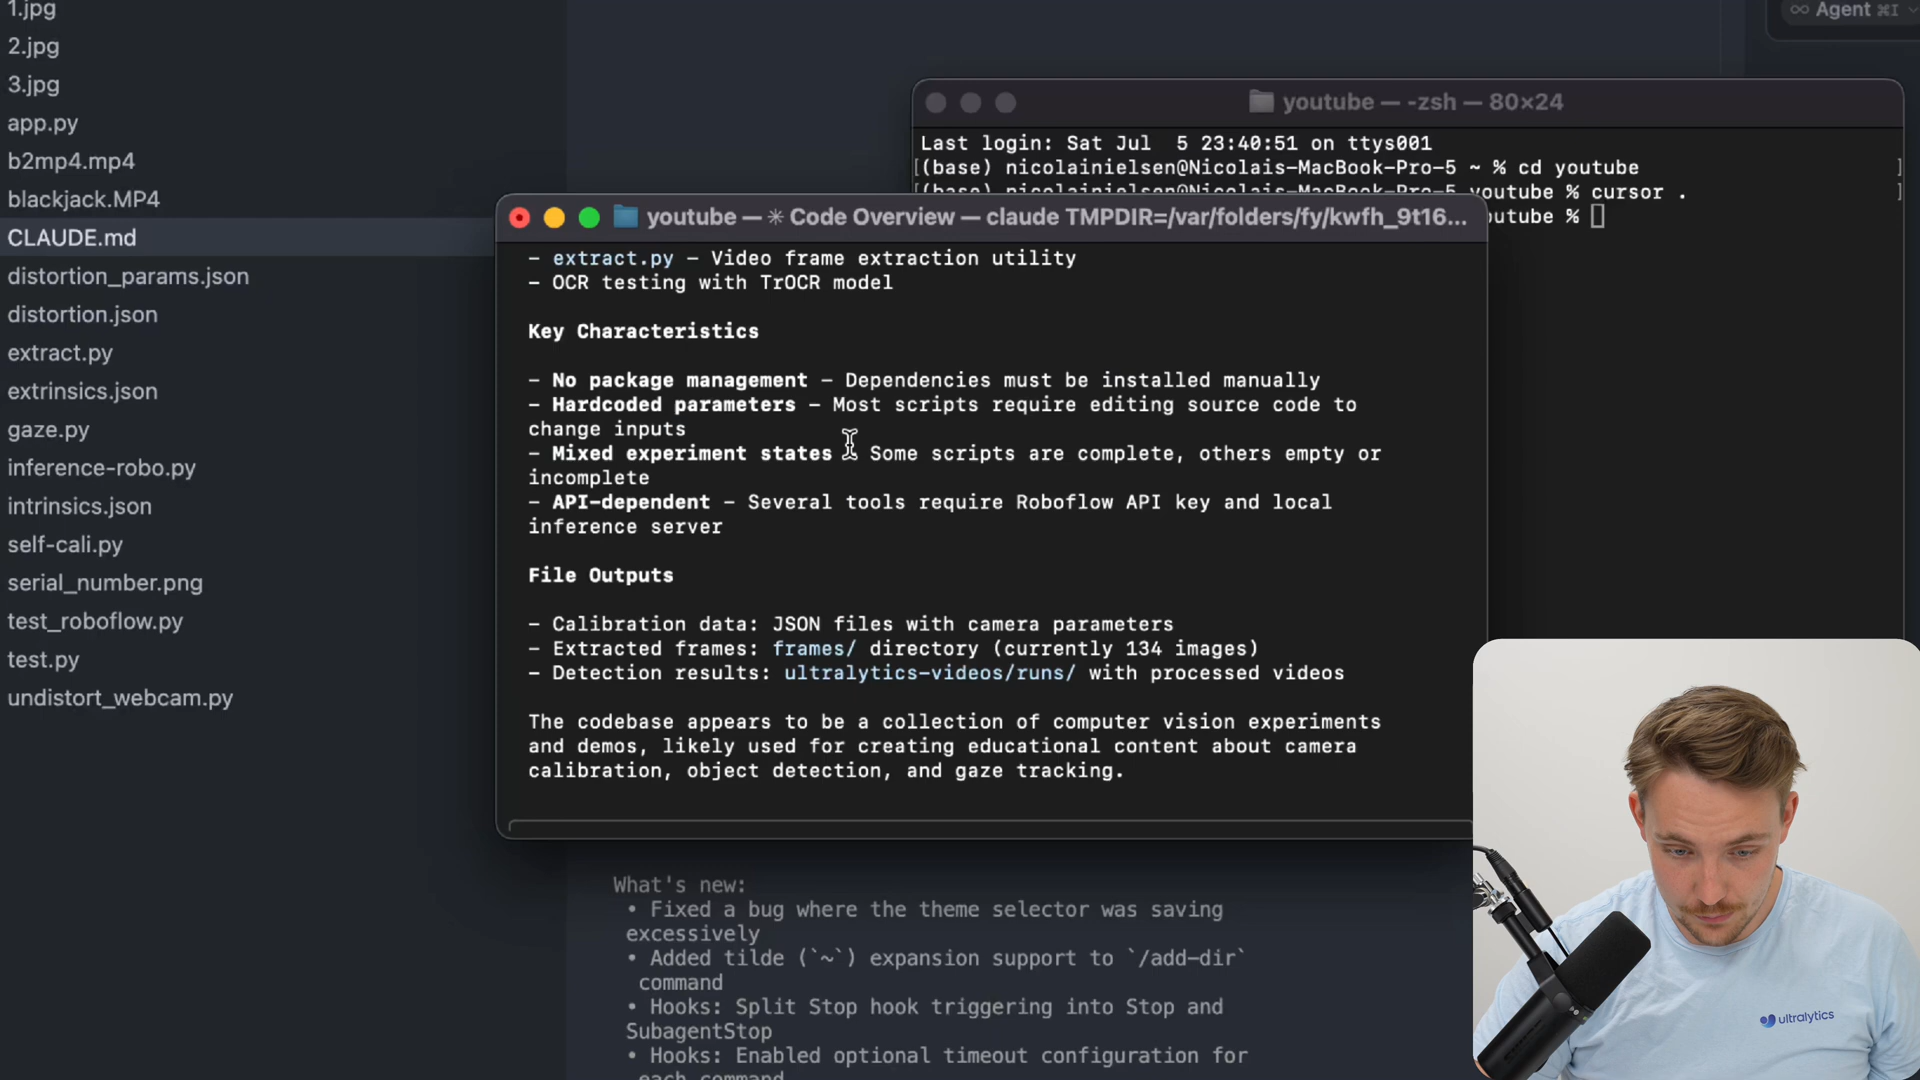 1.jpg
2.jpg
3.jpg
app.py
b2mp4.mp4
blackjack.MP4
CLAUDE.md
distortion_params.json
distortion.json
extract.py
extrinsics.json
gaze.py
inference-robo.py
intrinsics.json
self-cali.py
serial_number.png
test_roboflow.py
test.py
undistort_webcam.py
∞ Agent ⌘I
youtube — -zsh — 80×24
Last login: Sat Jul  5 23:40:51 on ttys001
[(base) nicolainielsen@Nicolais-MacBook-Pro-5 ~ % cd youtube ]
[(base) nicolainielsen@Nicolais-MacBook-Pro-5 youtube % cursor . ]
outube %
youtube — ✳ Code Overview — claude TMPDIR=/var/folders/fy/kwfh_9t16...
- extract.py - Video frame extraction utility
- OCR testing with TrOCR model
Key Characteristics
- No package management - Dependencies must be installed manually
- Hardcoded parameters - Most scripts require editing source code to
change inputs
- Mixed experiment states Some scripts are complete, others empty or
incomplete
- API-dependent - Several tools require Roboflow API key and local
inference server
File Outputs
- Calibration data: JSON files with camera parameters
- Extracted frames: frames/ directory (currently 134 images)
- Detection results: ultralytics-videos/runs/ with processed videos
The codebase appears to be a collection of computer vision experiments
and demos, likely used for creating educational content about camera
calibration, object detection, and gaze tracking.
What's new:
• Fixed a bug where the theme selector was saving
excessively
• Added tilde (`~`) expansion support to `/add-dir`
command
• Hooks: Split Stop hook triggering into Stop and
SubagentStop
• Hooks: Enabled optional timeout configuration for
each command
ultralytics